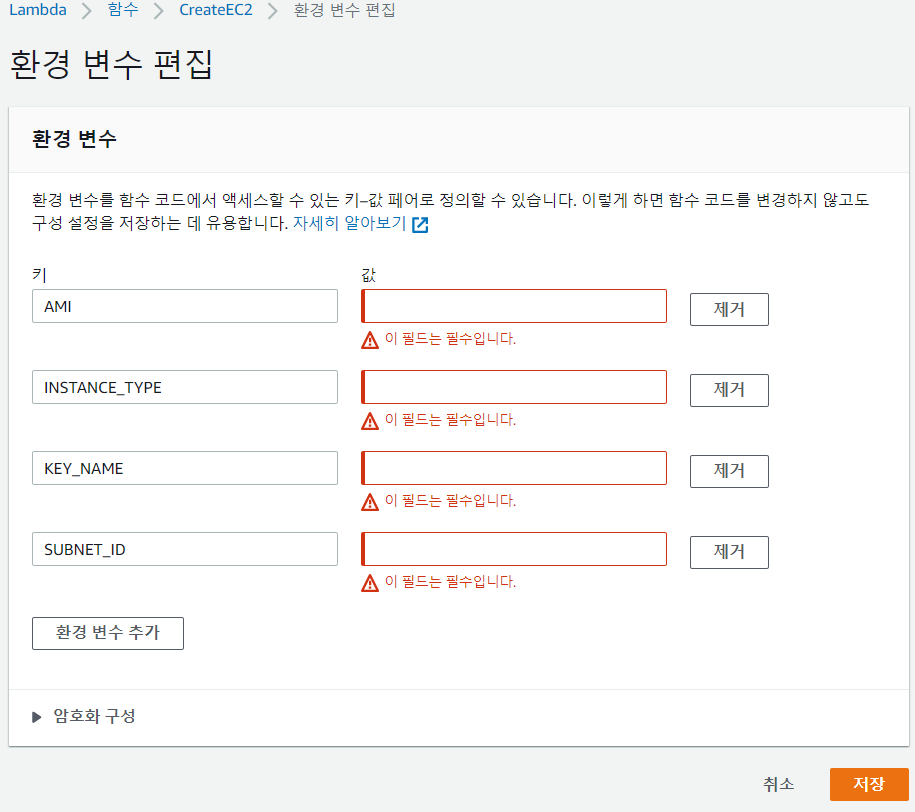 Lambda > 함수 > CreateEC2 > 환경 변수 편집
환경 변수 편집
환경 변수
환경 변수를 함수 코드에서 액세스할 수 있는 키–값 페어로 정의할 수 있습니다. 이렇게 하면 함수 코드를 변경하지 않고도
구성 설정을 저장하는 데 유용합니다. 자세히 알아보기
키 값
AMI 제거
이 필드는 필수입니다.
INSTANCE_TYPE 제거
이 필드는 필수입니다.
KEY_NAME 제거
이 필드는 필수입니다.
SUBNET_ID 제거
이 필드는 필수입니다.
환경 변수 추가
암호화 구성
취소 저장